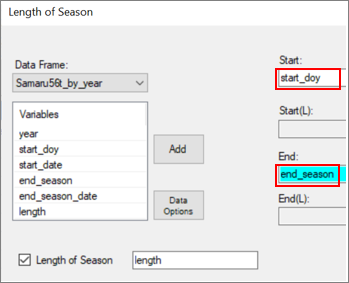 Length of Season
Data Frame:
Samaru56t_by_year
Variables
year
start_doy
start_date
end_season
end_season_date
length
Add
Data
Options
Start:
start_doy
Start(L):
End:
end_season
End(L):
Length of Season
length